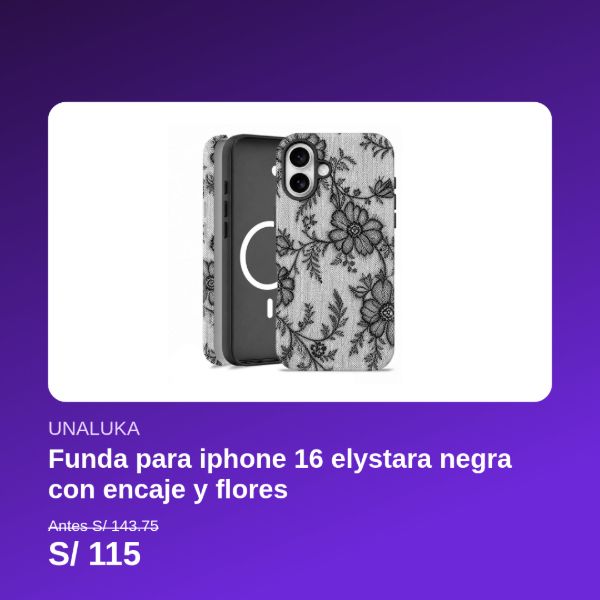 UNALUKA
Funda para iphone 16 elystara negra
con encaje y flores
Antes S/ 143.75
S/ 115